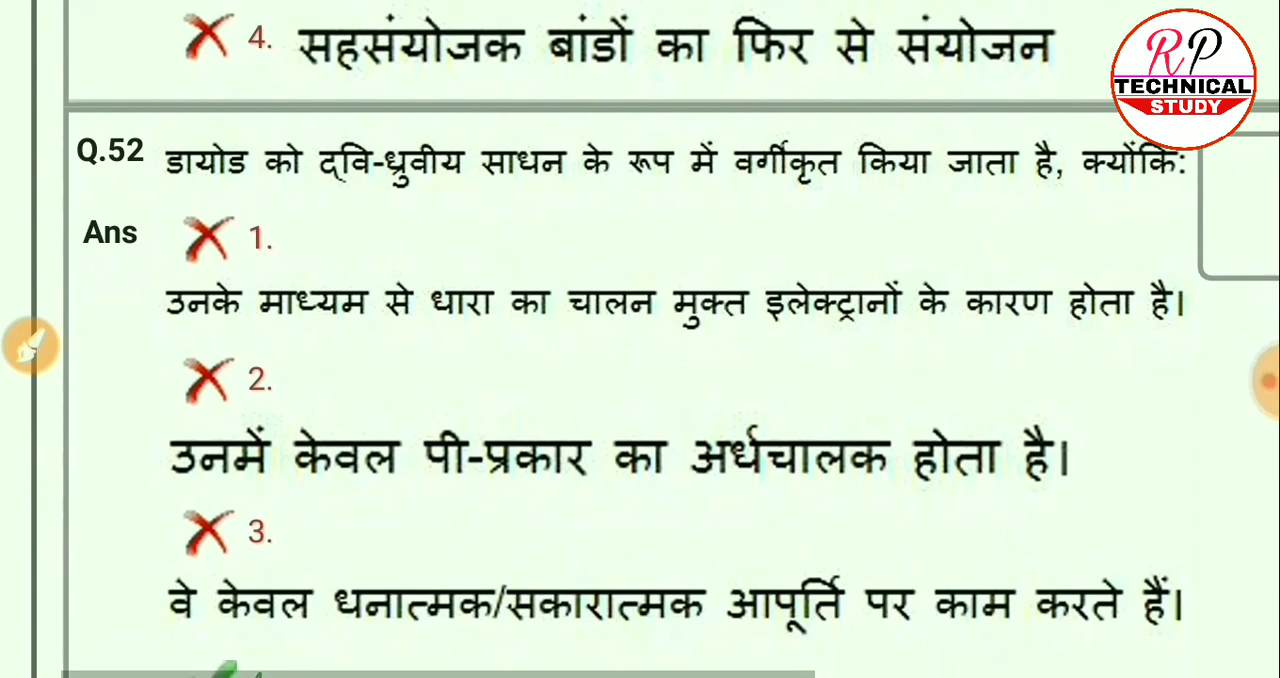 4. सहसंयोजक बांडों का फिर से संयोजन
RP
TECHNICAL
STUDY
Q.52 डायोड को द्वि-ध्रुवीय साधन के रूप में वर्गीकृत किया जाता है, क्योंकि:
Ans 1.
उनके माध्यम से धारा का चालन मुक्त इलेक्ट्रानों के कारण होता है।
2.
उनमें केवल पी-प्रकार का अर्धचालक होता है।
3.
वे केवल धनात्मक/सकारात्मक आपूर्ति पर काम करते हैं।